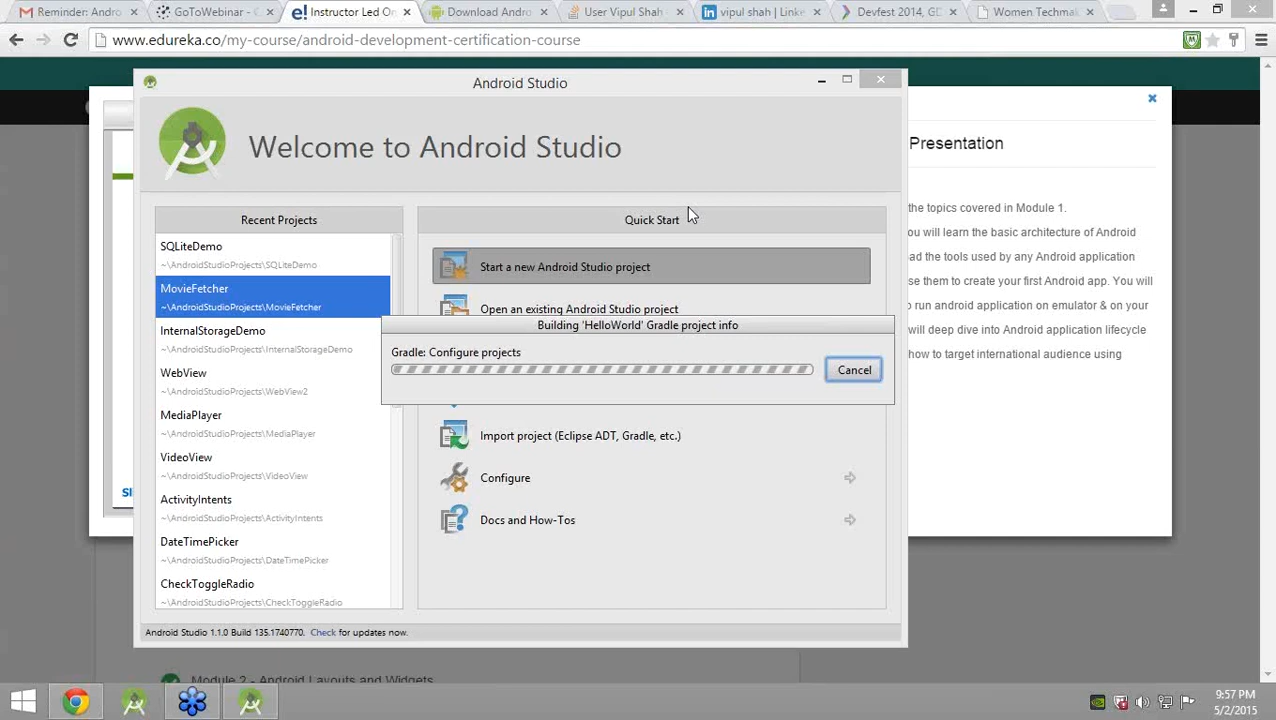 Reminder: Andro
GoToWebinar - C
Instructor Led On
Download Andro
User Vipul Shah
vipul shah | Linke
Devfest 2014, GD
Women Techmak
www.edureka.co/my-course/android-development-certification-course
Android Studio
Welcome to Android Studio
Presentation
Recent Projects
Quick Start
SQLiteDemo
~\AndroidStudioProjects\SQLiteDemo
MovieFetcher
~\AndroidStudioProjects\MovieFetcher
InternalStorageDemo
~\AndroidStudioProjects\InternalStorageDemo
WebView
~\AndroidStudioProjects\WebView2
MediaPlayer
~\AndroidStudioProjects\MediaPlayer
VideoView
~\AndroidStudioProjects\VideoView
ActivityIntents
~\AndroidStudioProjects\ActivityIntents
DateTimePicker
~\AndroidStudioProjects\DateTimePicker
CheckToggleRadio
~\AndroidStudioProjects\CheckToggleRadio
Start a new Android Studio project
Open an existing Android Studio project
Building 'HelloWorld' Gradle project info
Gradle: Configure projects
Cancel
Import project (Eclipse ADT, Gradle, etc.)
Configure
Docs and How-Tos
the topics covered in Module 1.
ou will learn the basic architecture of Android
ad the tools used by any Android application
se them to create your first Android app. You will
o run android application on emulator & on your
will deep dive into Android application lifecycle
how to target international audience using
Android Studio 1.1.0 Build 135.1740770. Check for updates now.
Module 2 - Android Layouts and Widgets
9:57 PM
5/2/2015